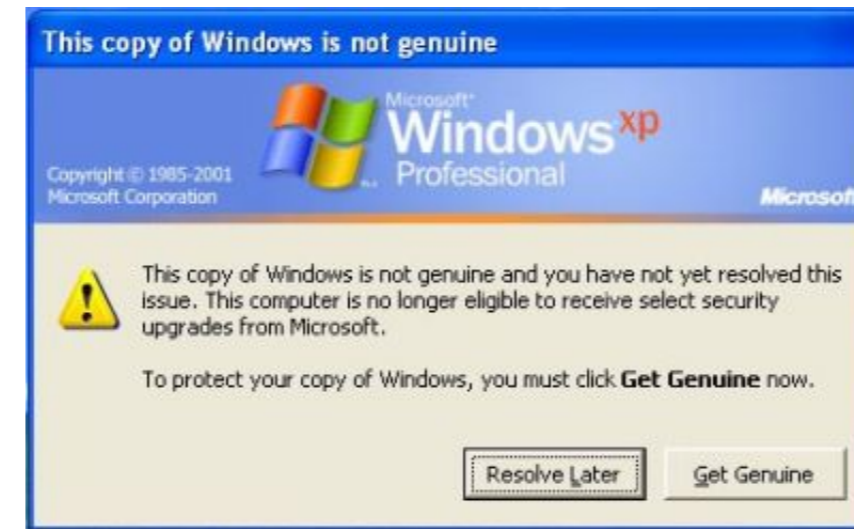 This copy of Windows is not genuine
Microsoft®
Windows xp
Professional
Copyright © 1985-2001
Microsoft Corporation
Microsoft
This copy of Windows is not genuine and you have not yet resolved this
issue. This computer is no longer eligible to receive select security
upgrades from Microsoft.
To protect your copy of Windows, you must click Get Genuine now.
Resolve Later
Get Genuine